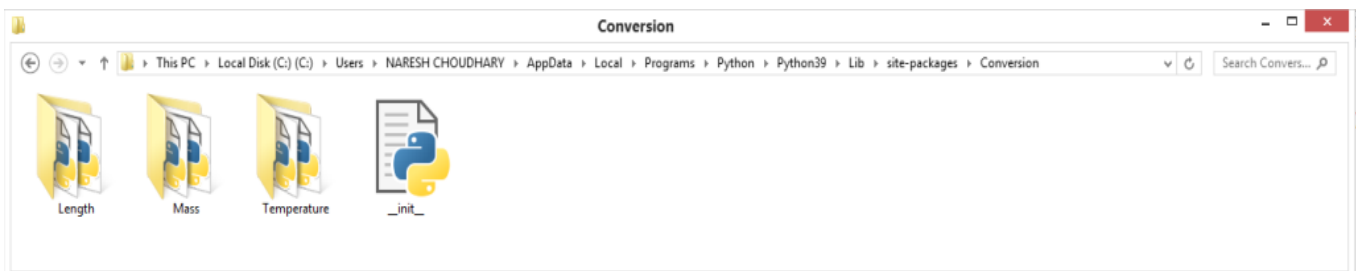 Conversion
This PC Local Disk (C:) (C:) Users NARESH CHOUDHARY AppData Local Programs Python Python39 Lib site-packages Conversion
Search Convers...
Length Mass Temperature __init__